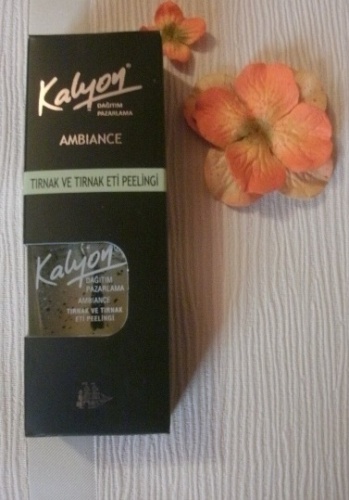 Kalyon®
DAĞITIM
PAZARLAMA
AMBIANCE
TIRNAK VE TIRNAK ETİ PEELİNGİ
Kalyon
DAĞITIM
PAZARLAMA
AMBIANCE
TIRNAK VE TIRNAK
ETİ PEELİNGİ